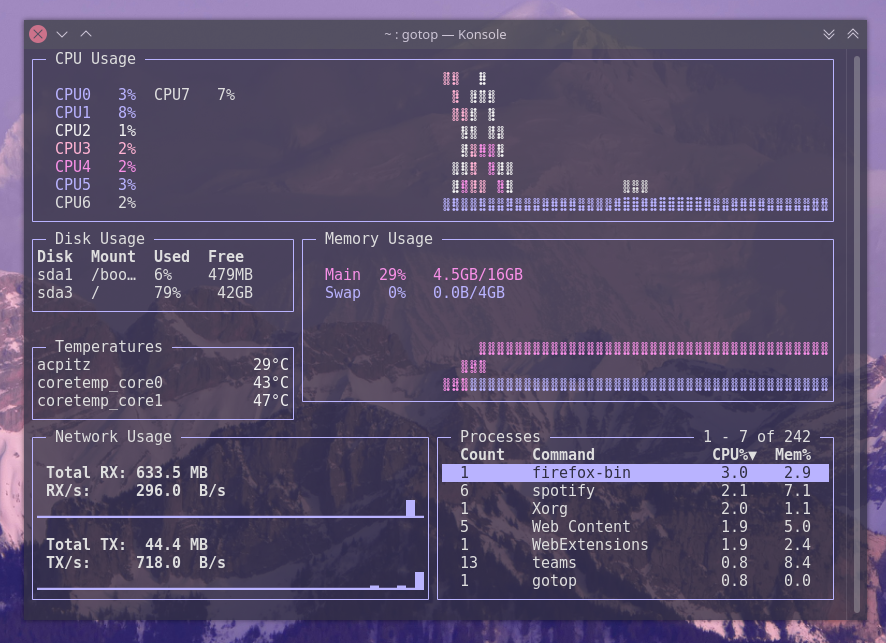 ~ : gotop — Konsole
CPU Usage
CPU0 3% CPU7 7%
CPU1 8%
CPU2 1%
CPU3 2%
CPU4 2%
CPU5 3%
CPU6 2%
Disk Usage
Disk Mount Used Free
sda1 /boo… 6% 479MB
sda3 / 79% 42GB
Memory Usage
Main 29% 4.5GB/16GB
Swap 0% 0.0B/4GB
Temperatures
acpitz 29°C
coretemp_core0 43°C
coretemp_core1 47°C
Network Usage
Total RX: 633.5 MB
RX/s: 296.0 B/s
Total TX: 44.4 MB
TX/s: 718.0 B/s
Processes 1 - 7 of 242
Count Command CPU%▼ Mem%
1 firefox-bin 3.0 2.9
6 spotify 2.1 7.1
1 Xorg 2.0 1.1
5 Web Content 1.9 5.0
1 WebExtensions 1.9 2.4
13 teams 0.8 8.4
1 gotop 0.8 0.0